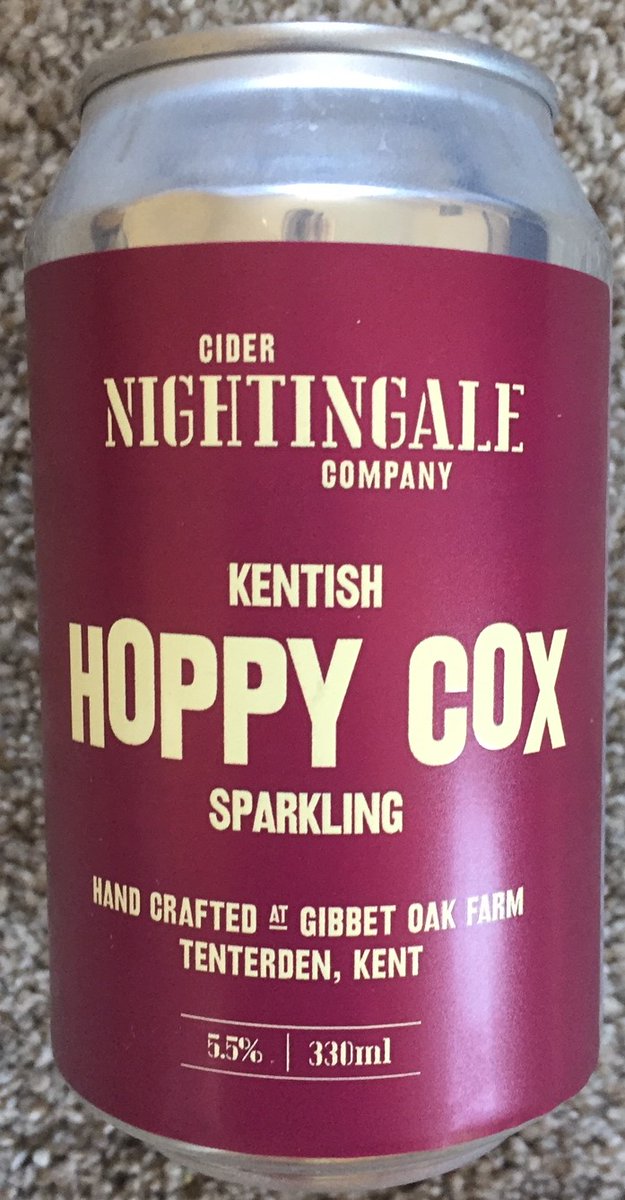 CIDER
NIGHTINGALE
COMPANY
KENTISH
HOPPY COX
SPARKLING
HAND CRAFTED AT GIBBET OAK FARM
TENTERDEN, KENT
5.5% | 330ml